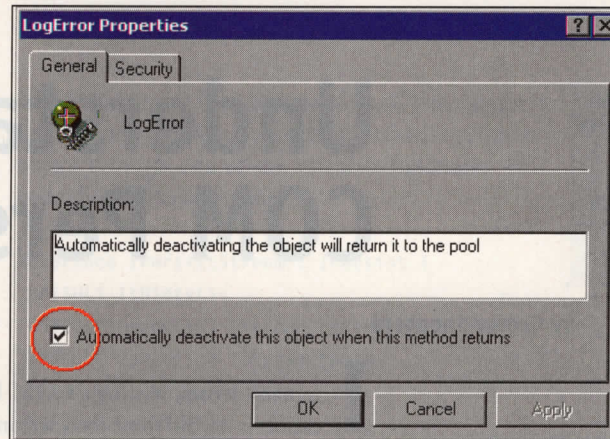 LogError Properties
General
Security
LogError
Description:
Automatically deactivating the object will return it to the pool
Automatically deactivate this object when this method returns
OK
Cancel
Apply